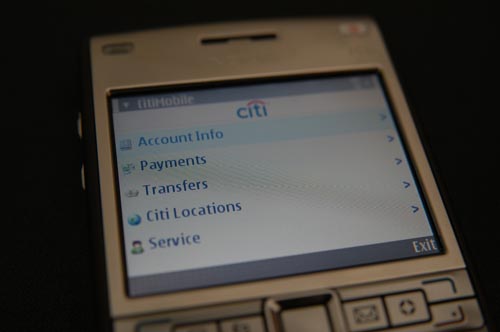 citiMobile
citi
Account Info
Payments
Transfers
Citi Locations
Service
Exit